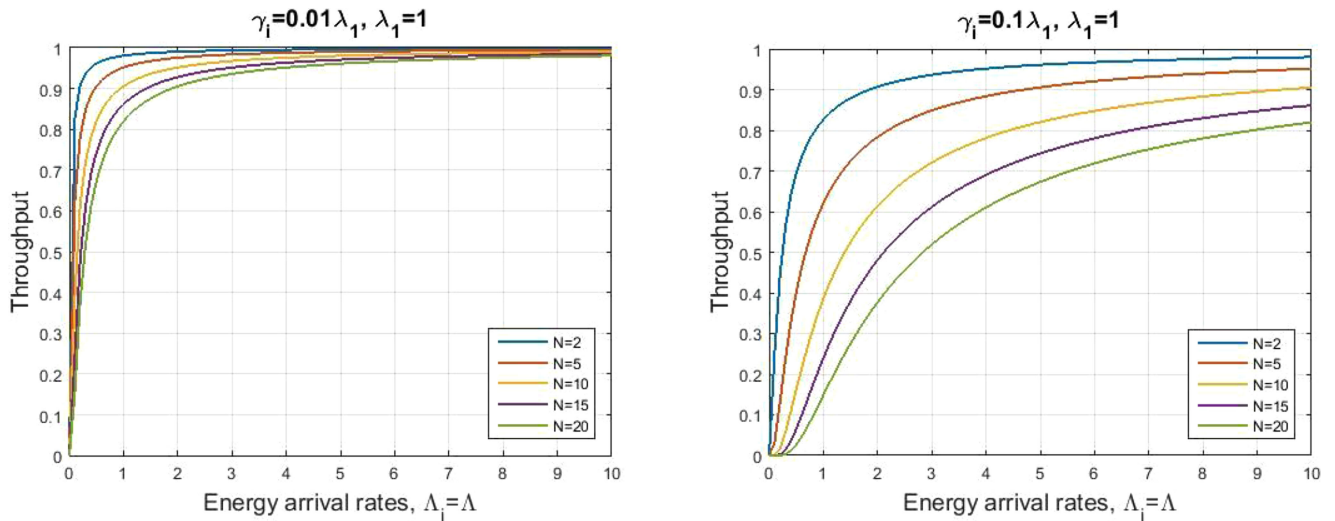 γᵢ=0.01λ₁, λ₁=1
1
0.9
0.8
0.7
0.6
0.5
0.4
0.3
0.2
0.1
0
Throughput
N=2
N=5
N=10
N=15
N=20
0 1 2 3 4 5 6 7 8 9 10
Energy arrival rates, Λᵢ=Λ
γᵢ=0.1λ₁, λ₁=1
1
0.9
0.8
0.7
0.6
0.5
0.4
0.3
0.2
0.1
0
Throughput
N=2
N=5
N=10
N=15
N=20
0 1 2 3 4 5 6 7 8 9 10
Energy arrival rates, Λᵢ=Λ